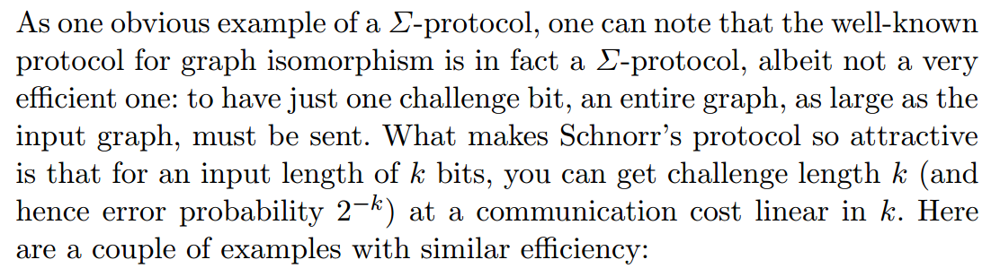 As one obvious example of a Σ-protocol, one can note that the well-known
protocol for graph isomorphism is in fact a Σ-protocol, albeit not a very
efficient one: to have just one challenge bit, an entire graph, as large as the
input graph, must be sent. What makes Schnorr's protocol so attractive
is that for an input length of k bits, you can get challenge length k (and
hence error probability 2⁻ᵏ) at a communication cost linear in k. Here
are a couple of examples with similar efficiency: